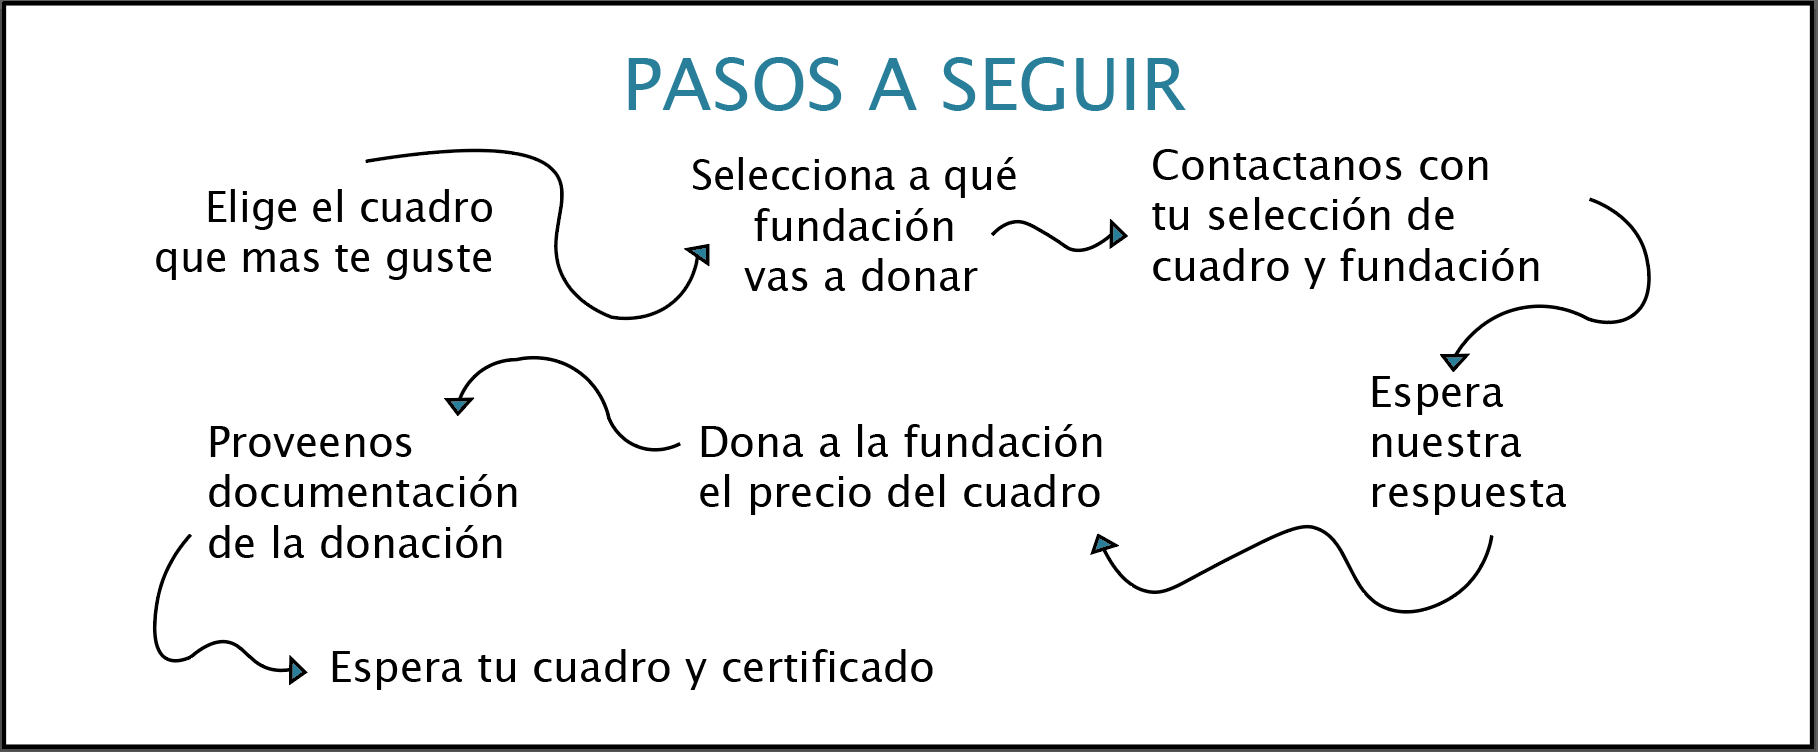 PASOS A SEGUIR
Elige el cuadro
que mas te guste
Selecciona a qué
fundación
vas a donar
Contactanos con
tu selección de
cuadro y fundación
Espera
nuestra
respuesta
Dona a la fundación
el precio del cuadro
Proveenos
documentación
de la donación
Espera tu cuadro y certificado